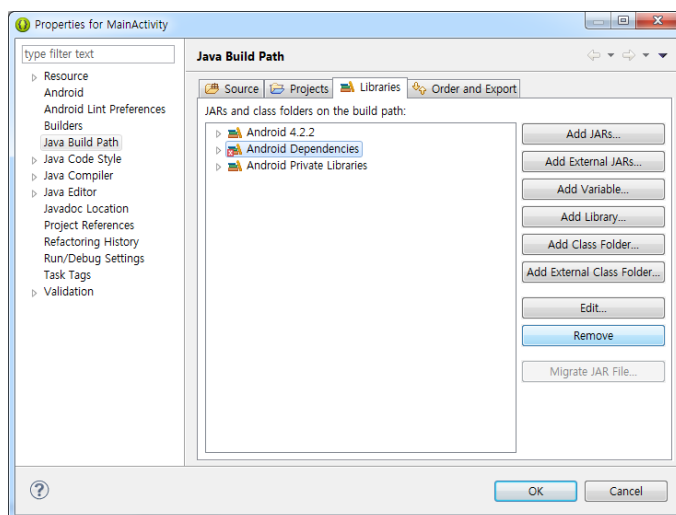 Properties for MainActivity
type filter text
Resource
Android
Android Lint Preferences
Builders
Java Build Path
Java Code Style
Java Compiler
Java Editor
Javadoc Location
Project References
Refactoring History
Run/Debug Settings
Task Tags
Validation
Java Build Path
Source Projects Libraries Order and Export
JARs and class folders on the build path:
Android 4.2.2
Android Dependencies
Android Private Libraries
Add JARs...
Add External JARs...
Add Variable...
Add Library...
Add Class Folder...
Add External Class Folder...
Edit...
Remove
Migrate JAR File...
?
OK Cancel